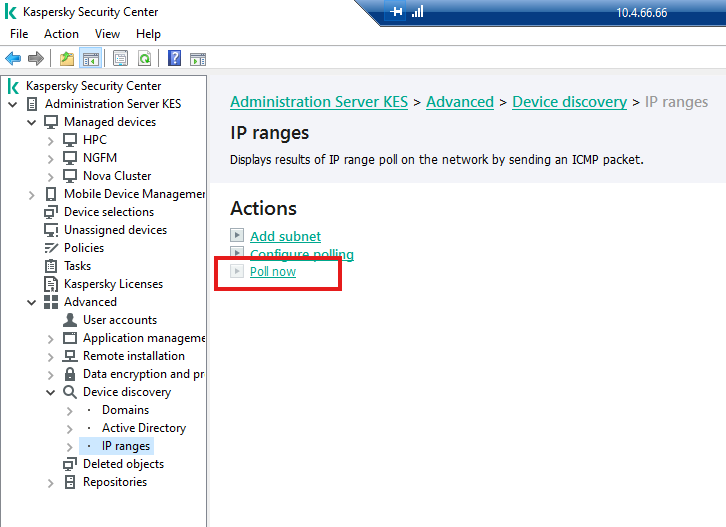 Kaspersky Security Center
10.4.66.66
File Action View Help
Kaspersky Security Center
Administration Server KES
Managed devices
HPC
NGFM
Nova Cluster
Mobile Device Managemer
Device selections
Unassigned devices
Policies
Tasks
Kaspersky Licenses
Advanced
User accounts
Application manageme
Remote installation
Data encryption and pr
Device discovery
Domains
Active Directory
IP ranges
Deleted objects
Repositories
Administration Server KES > Advanced > Device discovery > IP ranges
IP ranges
Displays results of IP range poll on the network by sending an ICMP packet.
Actions
Add subnet
Configure polling
Poll now